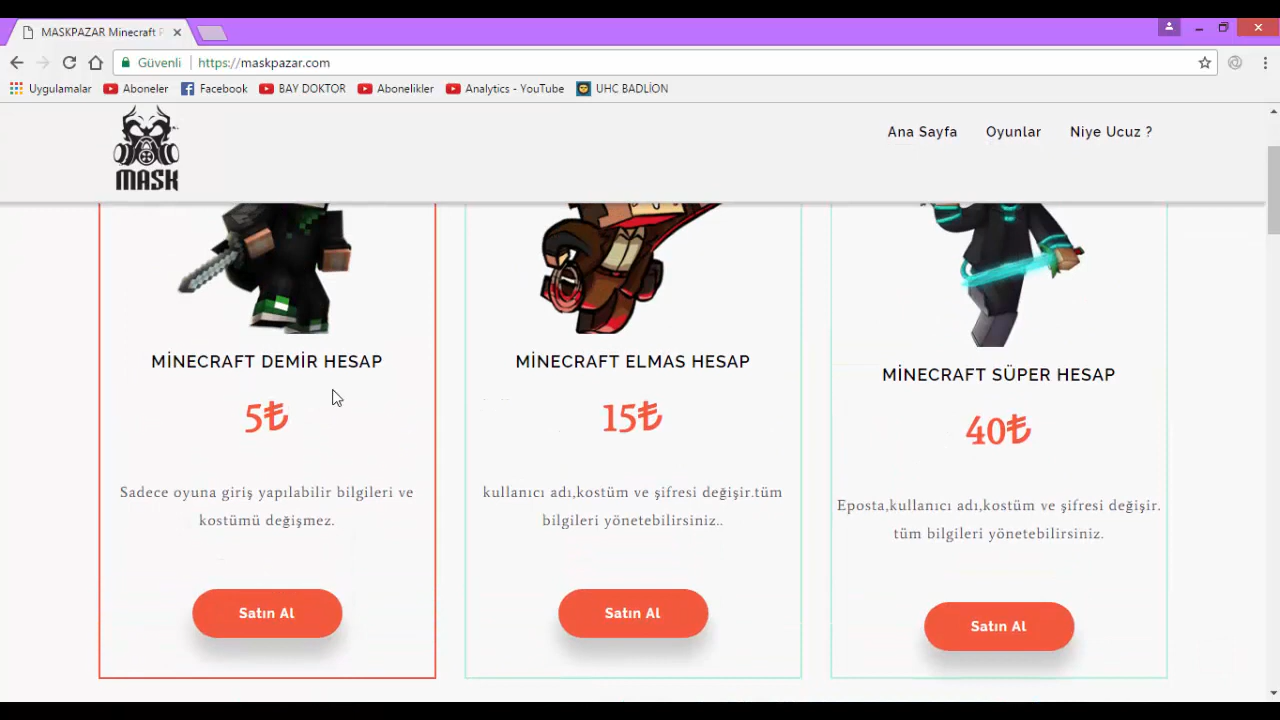 MASKPAZAR Minecraft P
Güvenli https://maskpazar.com
Uygulamalar Aboneler Facebook BAY DOKTOR Abonelikler Analytics - YouTube UHC BADLİON
MASK
Ana Sayfa Oyunlar Niye Ucuz ?
MİNECRAFT DEMİR HESAP
5₺
Sadece oyuna giriş yapılabilir bilgileri ve
kostümü değişmez.
Satın Al
MİNECRAFT ELMAS HESAP
15₺
kullanıcı adı,kostüm ve şifresi değişir.tüm
bilgileri yönetebilirsiniz..
Satın Al
MİNECRAFT SÜPER HESAP
40₺
Eposta,kullanıcı adı,kostüm ve şifresi değişir.
tüm bilgileri yönetebilirsiniz.
Satın Al